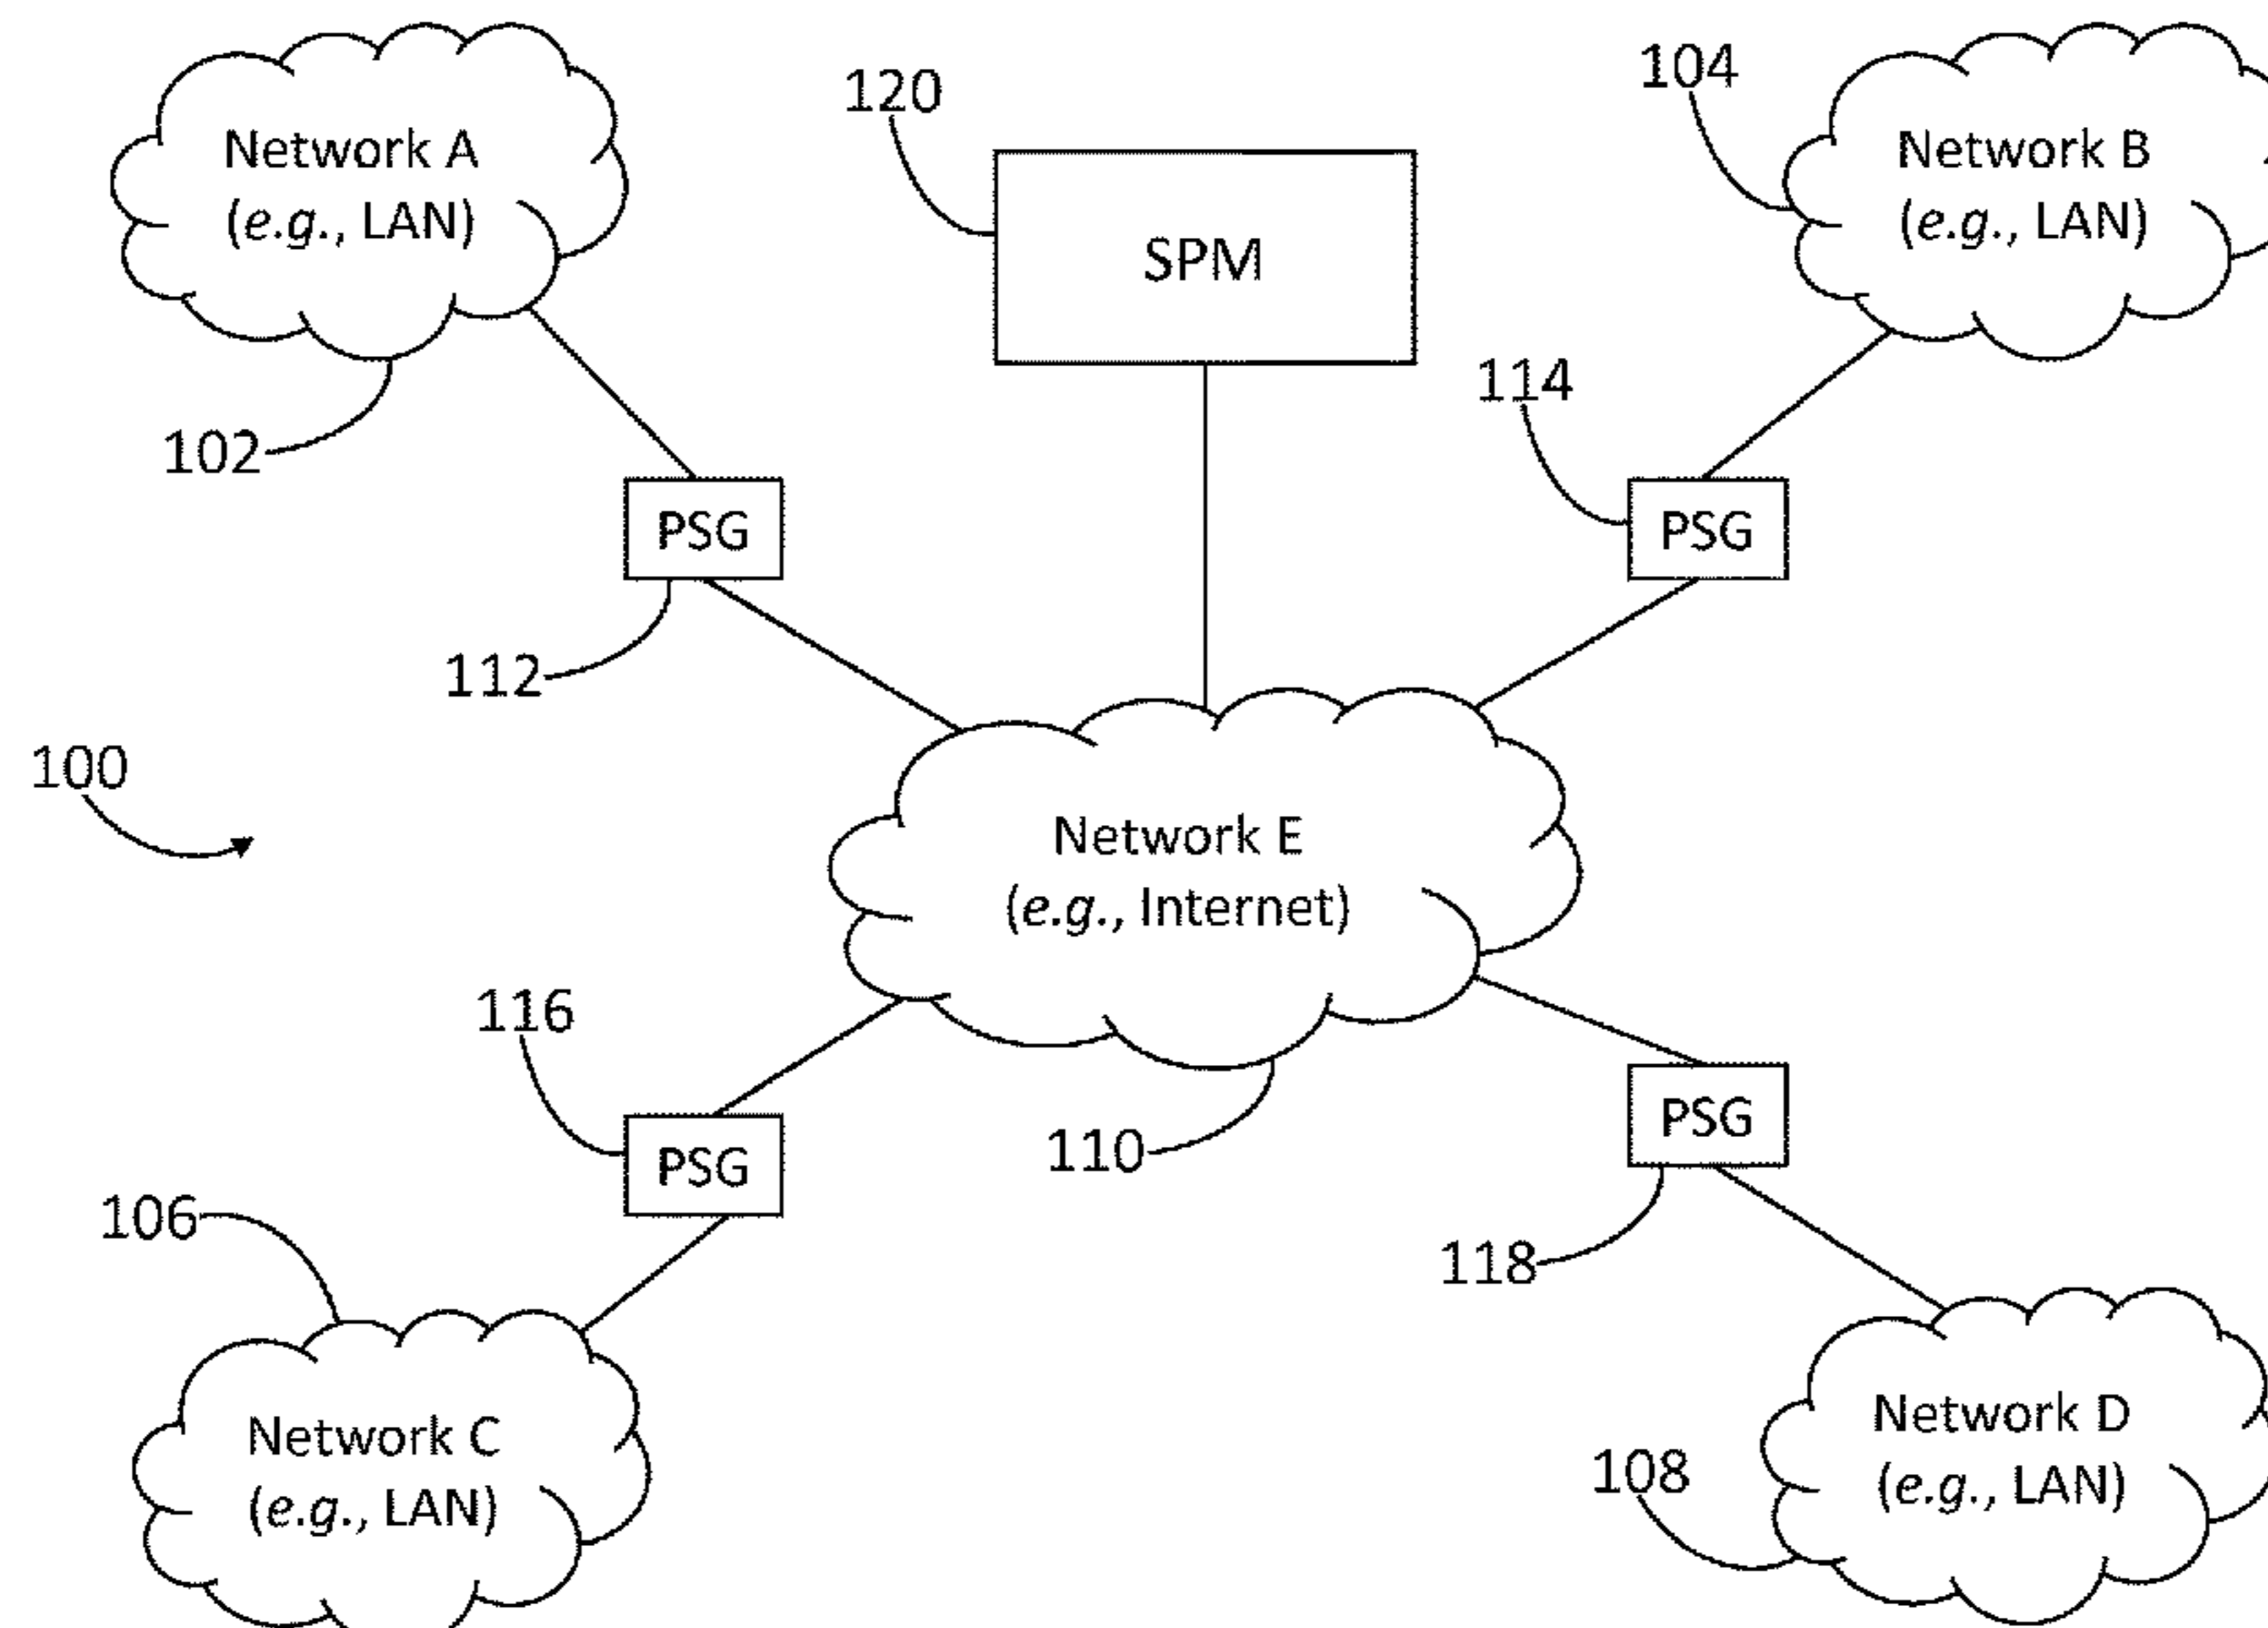 104
120
Network A
(e.g., LAN)
Network B
(e.g., LAN)
SPM
114
102
PSG
PSG
112
100
Network E
(e.g., Internet)
116
PSG
110
PSG
106
118
Network D
(e.g., LAN)
Network C
(e.g., LAN)
108